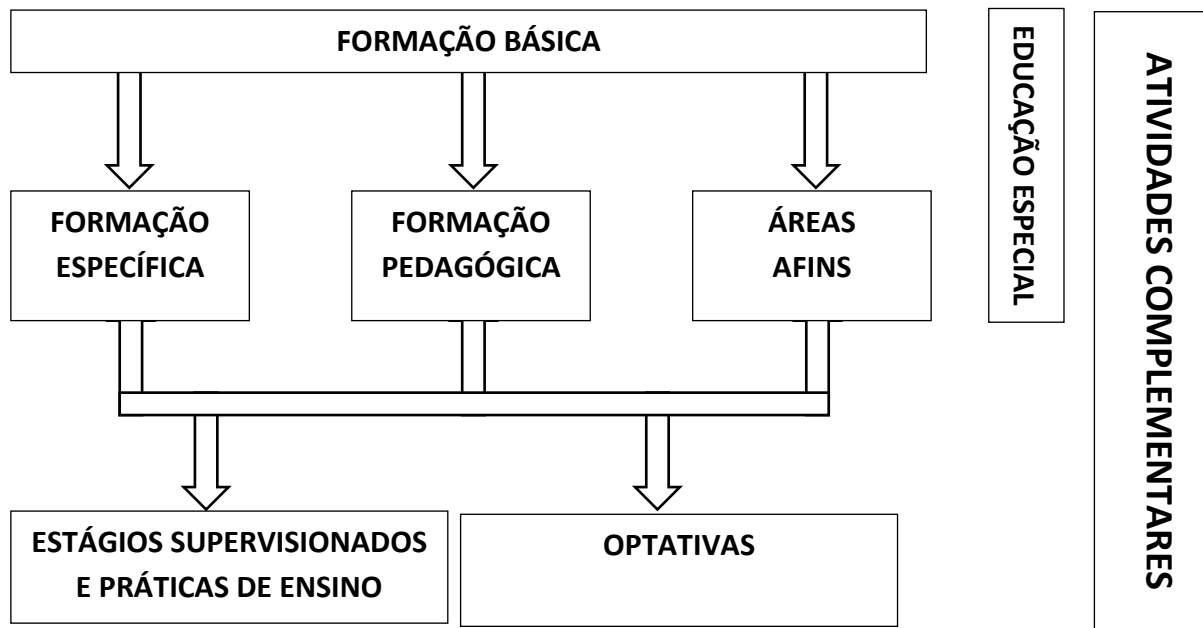 FORMAÇÃO BÁSICA
FORMAÇÃO
ESPECÍFICA
FORMAÇÃO
PEDAGÓGICA
ÁREAS
AFINS
ESTÁGIOS SUPERVISIONADOS
E PRÁTICAS DE ENSINO
OPTATIVAS
EDUCAÇÃO ESPECIAL
ATIVIDADES COMPLEMENTARES